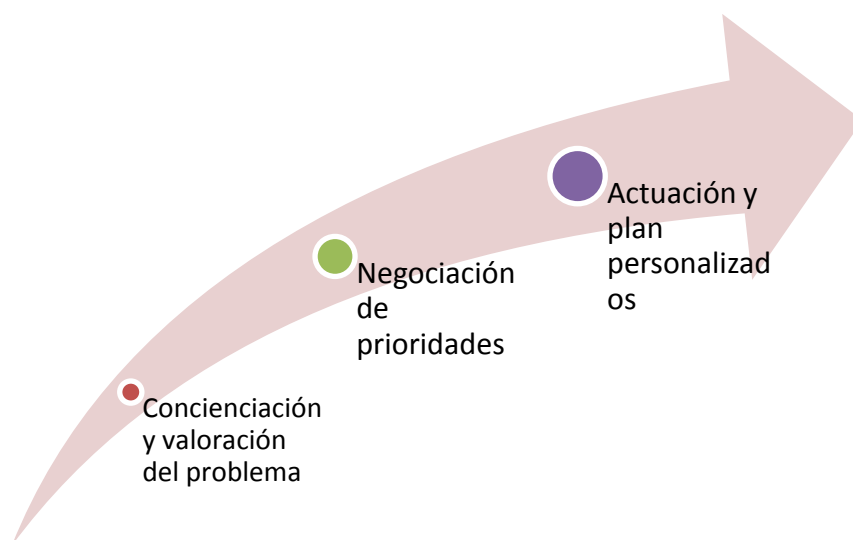 Concienciación
y valoración
del problema
Negociación
de
prioridades
Actuación y
plan
personalizad
os